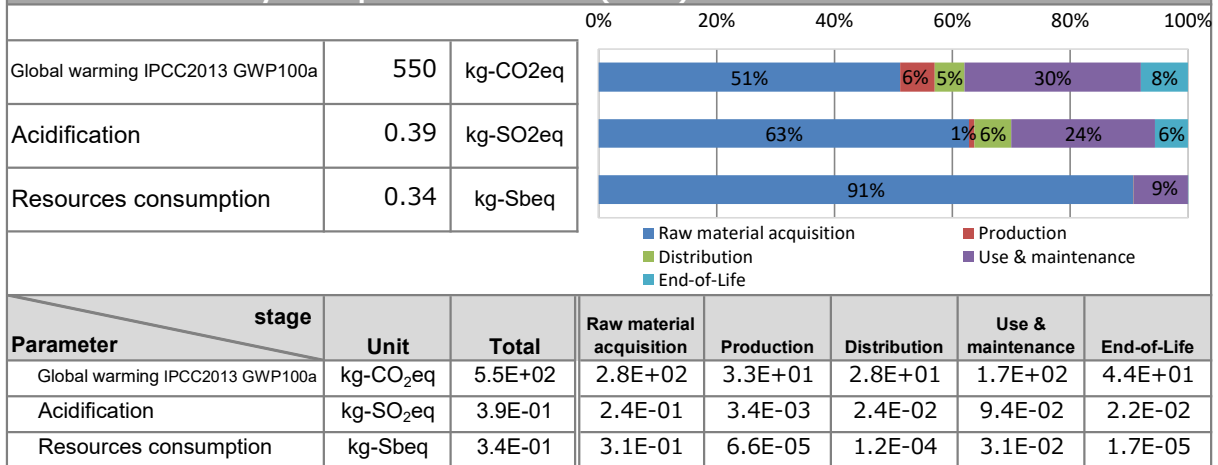 0% 20% 40% 60% 80% 100%
Global warming IPCC2013 GWP100a 550 kg-CO2eq 51% 6% 5% 30% 8%
Acidification 0.39 kg-SO2eq 63% 1% 6% 24% 6%
Resources consumption 0.34 kg-Sbeq 91% 9%
Raw material acquisition Production
Distribution Use & maintenance
End-of-Life
stage
Parameter Unit Total Raw material acquisition Production Distribution Use & maintenance End-of-Life
Global warming IPCC2013 GWP100a kg-CO₂eq 5.5E+02 2.8E+02 3.3E+01 2.8E+01 1.7E+02 4.4E+01
Acidification kg-SO₂eq 3.9E-01 2.4E-01 3.4E-03 2.4E-02 9.4E-02 2.2E-02
Resources consumption kg-Sbeq 3.4E-01 3.1E-01 6.6E-05 1.2E-04 3.1E-02 1.7E-05